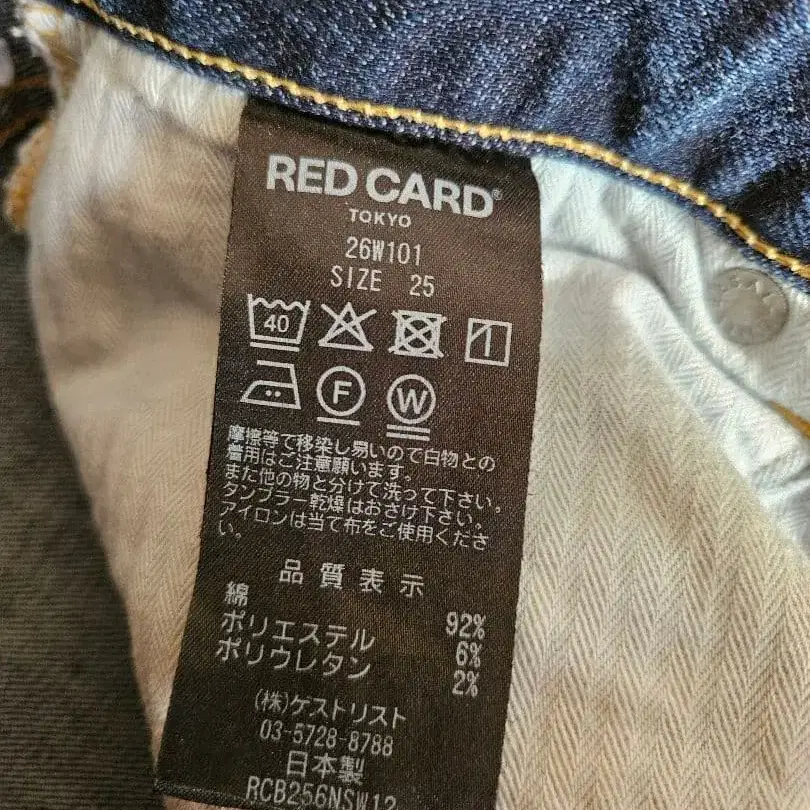 RED CARD®
TOKYO
26W101
SIZE 25
40
F
W
摩擦等で移染し易いので白物との
着用はご注意願います。
また他の物と分けて洗って下さい。
タンブラー乾燥はおさけ下さい。
アイロンは当て布をご使用くださ
い。
品質表示
綿 92%
ポリエステル 6%
ポリウレタン 2%
(株)ゲストリスト
03-5728-8788
日本製
RCB256NSW12